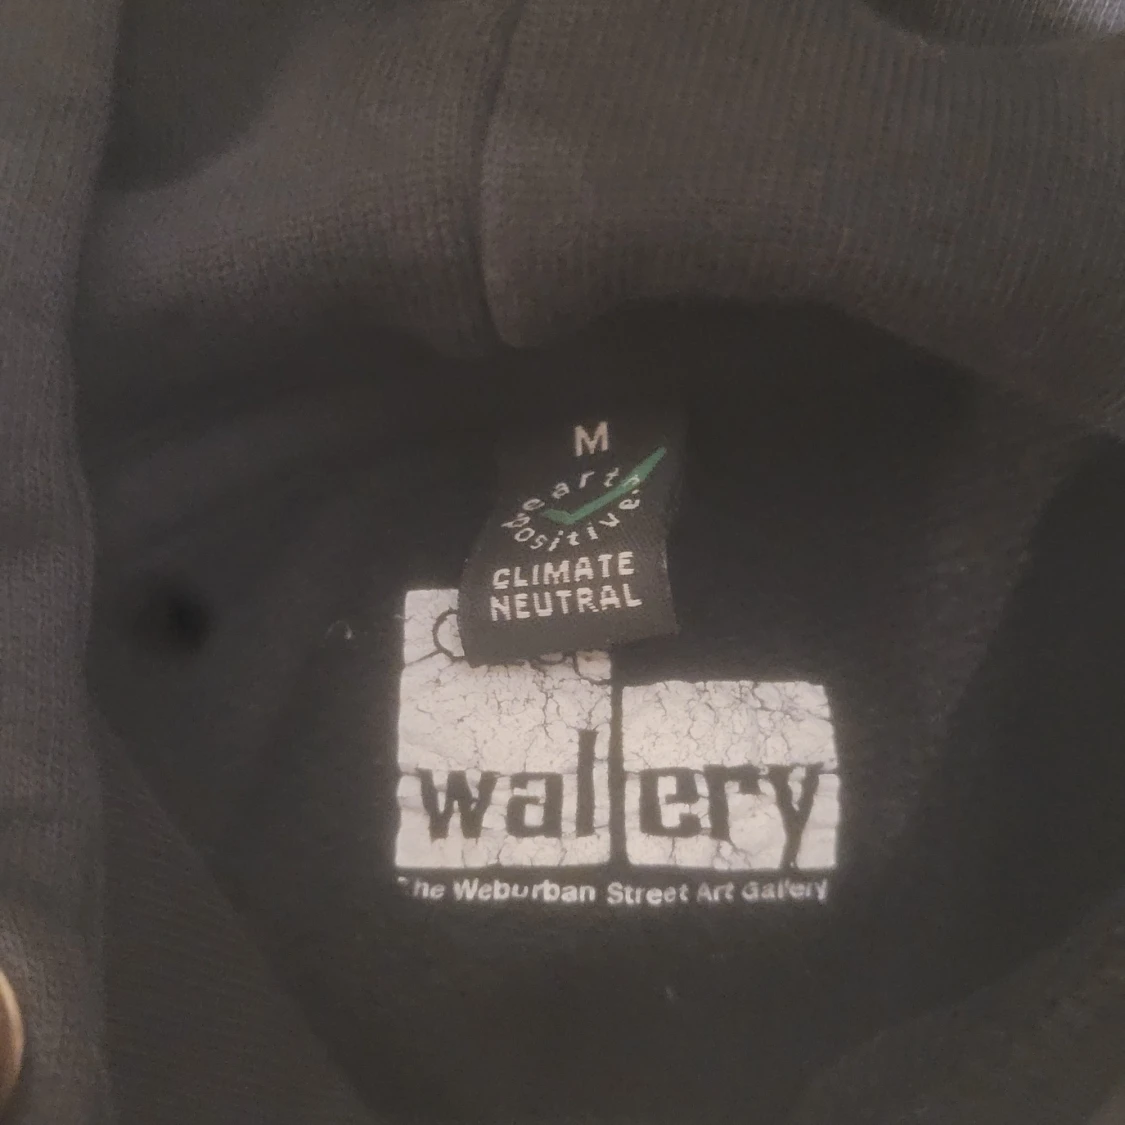 M
earth
positive
CLIMATE
NEUTRAL
wallery
The Weburban Street Art Gallery